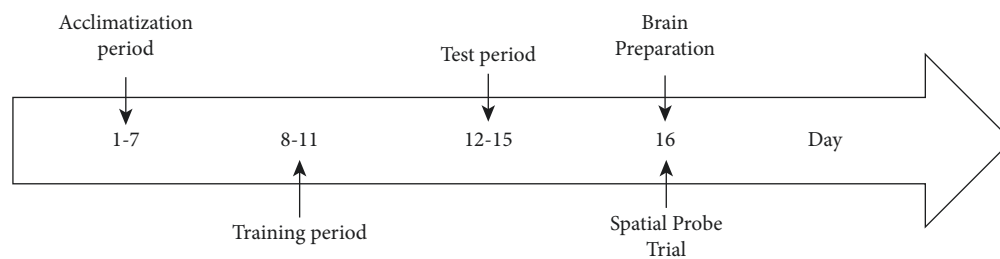 Acclimatization
period
Test period
Brain
Preparation
1-7
8-11
12-15
16
Day
Training period
Spatial Probe
Trial